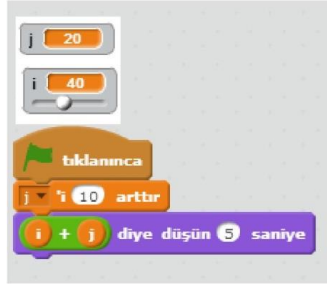 j 20
i 40
tıklanınca
j 'i 10 arttır
i + j diye düşün 5 saniye